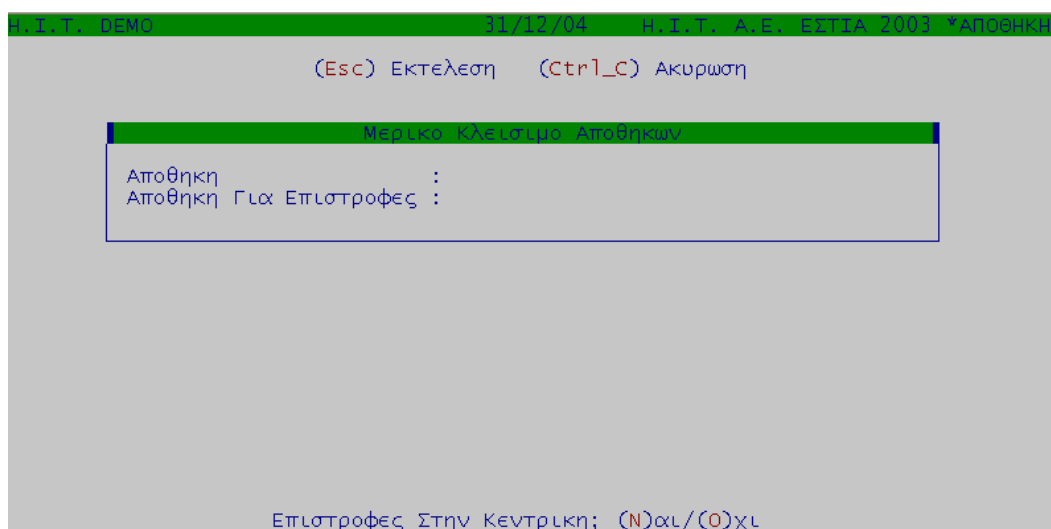 H.I.T. DEMO 31/12/04 H.I.T. A.E. ΕΣΤΙΑ 2003 *ΑΠΟΘΗΚΗ
(Esc) Εκτελεση (Ctrl_C) Ακυρωση
Μερικο Κλεισιμο Αποθηκων
Αποθηκη :
Αποθηκη Για Επιστροφες :
Επιστροφες Στην Κεντρικη; (Ν)αι/(Ο)χι